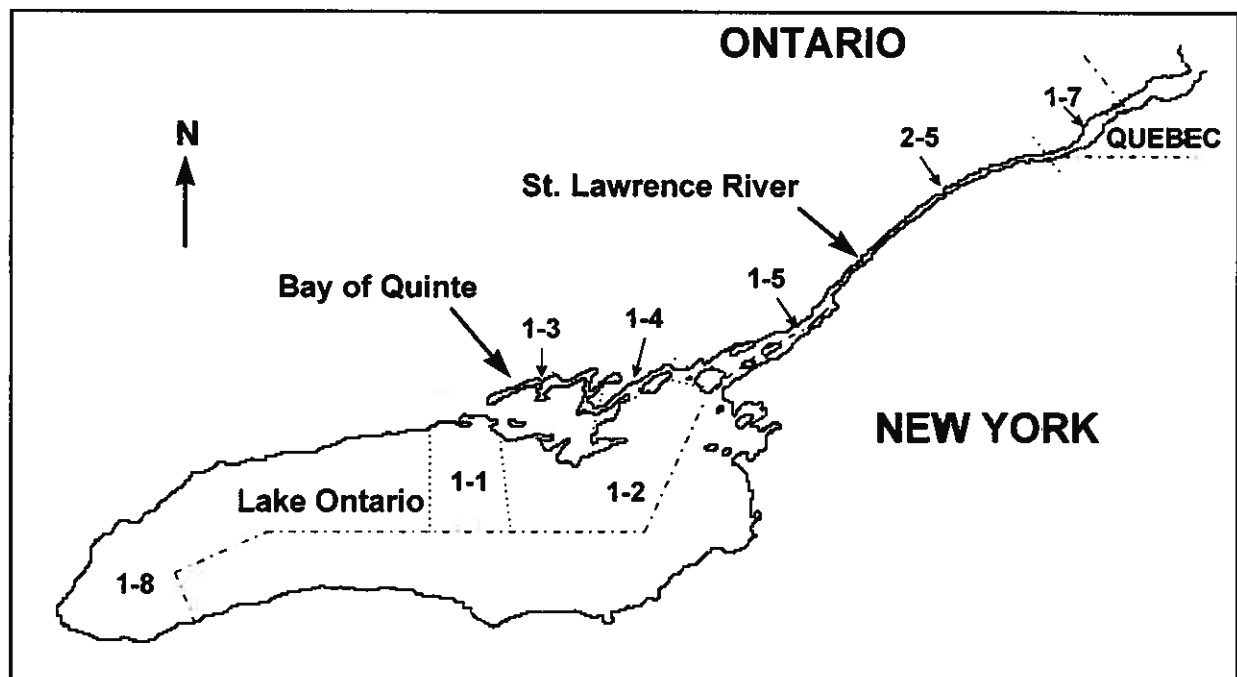 ONTARIO
1-7
N
QUEBEC
2-5
St. Lawrence River
Bay of Quinte
1-5
1-3
1-4
NEW YORK
1-1
1-2
Lake Ontario
1-8